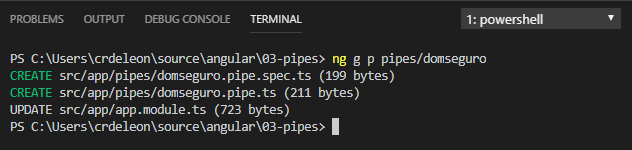 PROBLEMS OUTPUT DEBUG CONSOLE TERMINAL 1: powershell
PS C:\Users\crdeleon\source\angular\03-pipes> ng g p pipes/domseguro
CREATE src/app/pipes/domseguro.pipe.spec.ts (199 bytes)
CREATE src/app/pipes/domseguro.pipe.ts (211 bytes)
UPDATE src/app/app.module.ts (723 bytes)
PS C:\Users\crdeleon\source\angular\03-pipes>